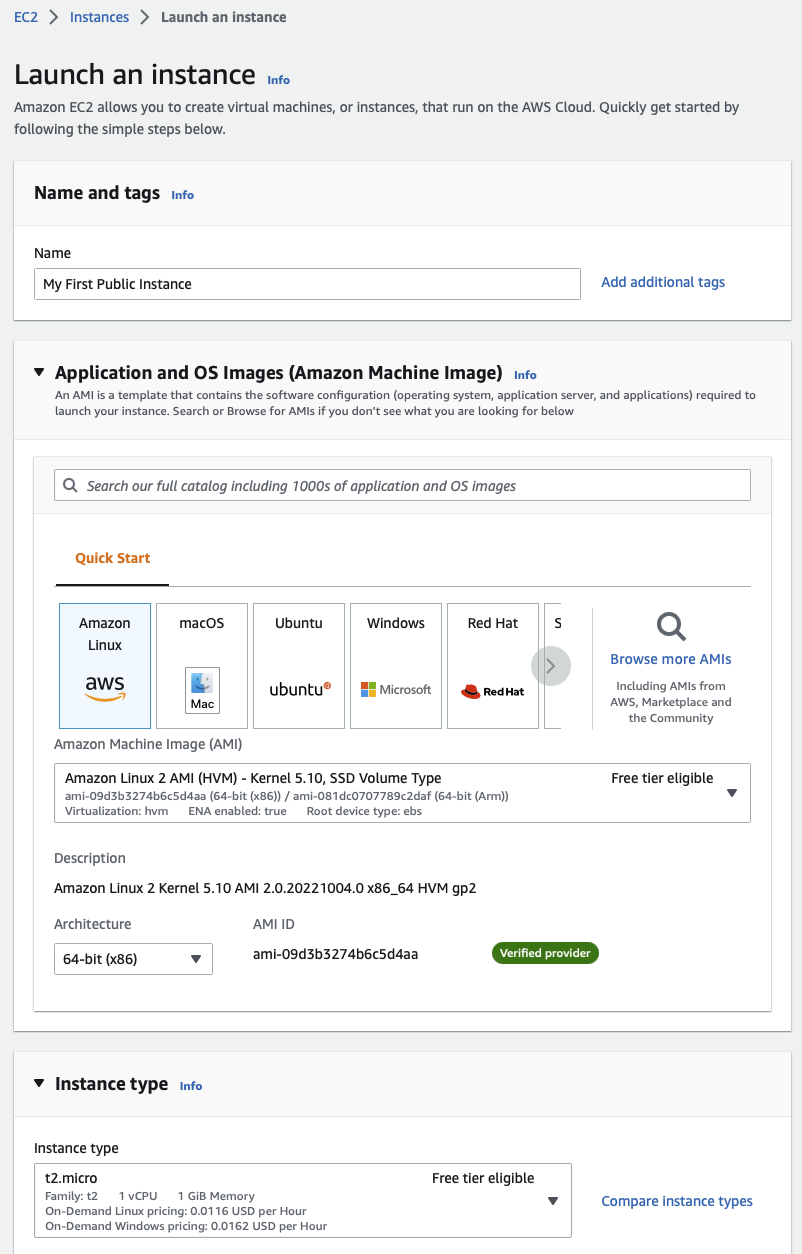 EC2 > Instances > Launch an instance
Launch an instance Info
Amazon EC2 allows you to create virtual machines, or instances, that run on the AWS Cloud. Quickly get started by
following the simple steps below.
Name and tags Info
Name
My First Public Instance
Add additional tags
Application and OS Images (Amazon Machine Image) Info
An AMI is a template that contains the software configuration (operating system, application server, and applications) required to
launch your instance. Search or Browse for AMIs if you don’t see what you are looking for below
Search our full catalog including 1000s of application and OS images
Quick Start
Amazon
Linux
aws
macOS
Mac
Ubuntu
ubuntu
Windows
Microsoft
Red Hat
Red Hat
S
Browse more AMIs
Including AMIs from
AWS, Marketplace and
the Community
Amazon Machine Image (AMI)
Amazon Linux 2 AMI (HVM) - Kernel 5.10, SSD Volume Type Free tier eligible
ami-09d3b3274b6c5d4aa (64-bit (x86)) / ami-081dc0707789c2daf (64-bit (Arm))
Virtualization: hvm ENA enabled: true Root device type: ebs
Description
Amazon Linux 2 Kernel 5.10 AMI 2.0.20221004.0 x86_64 HVM gp2
Architecture AMI ID
64-bit (x86) ami-09d3b3274b6c5d4aa Verified provider
Instance type Info
Instance type
t2.micro Free tier eligible
Family: t2 1 vCPU 1 GiB Memory
On-Demand Linux pricing: 0.0116 USD per Hour
On-Demand Windows pricing: 0.0162 USD per Hour
Compare instance types